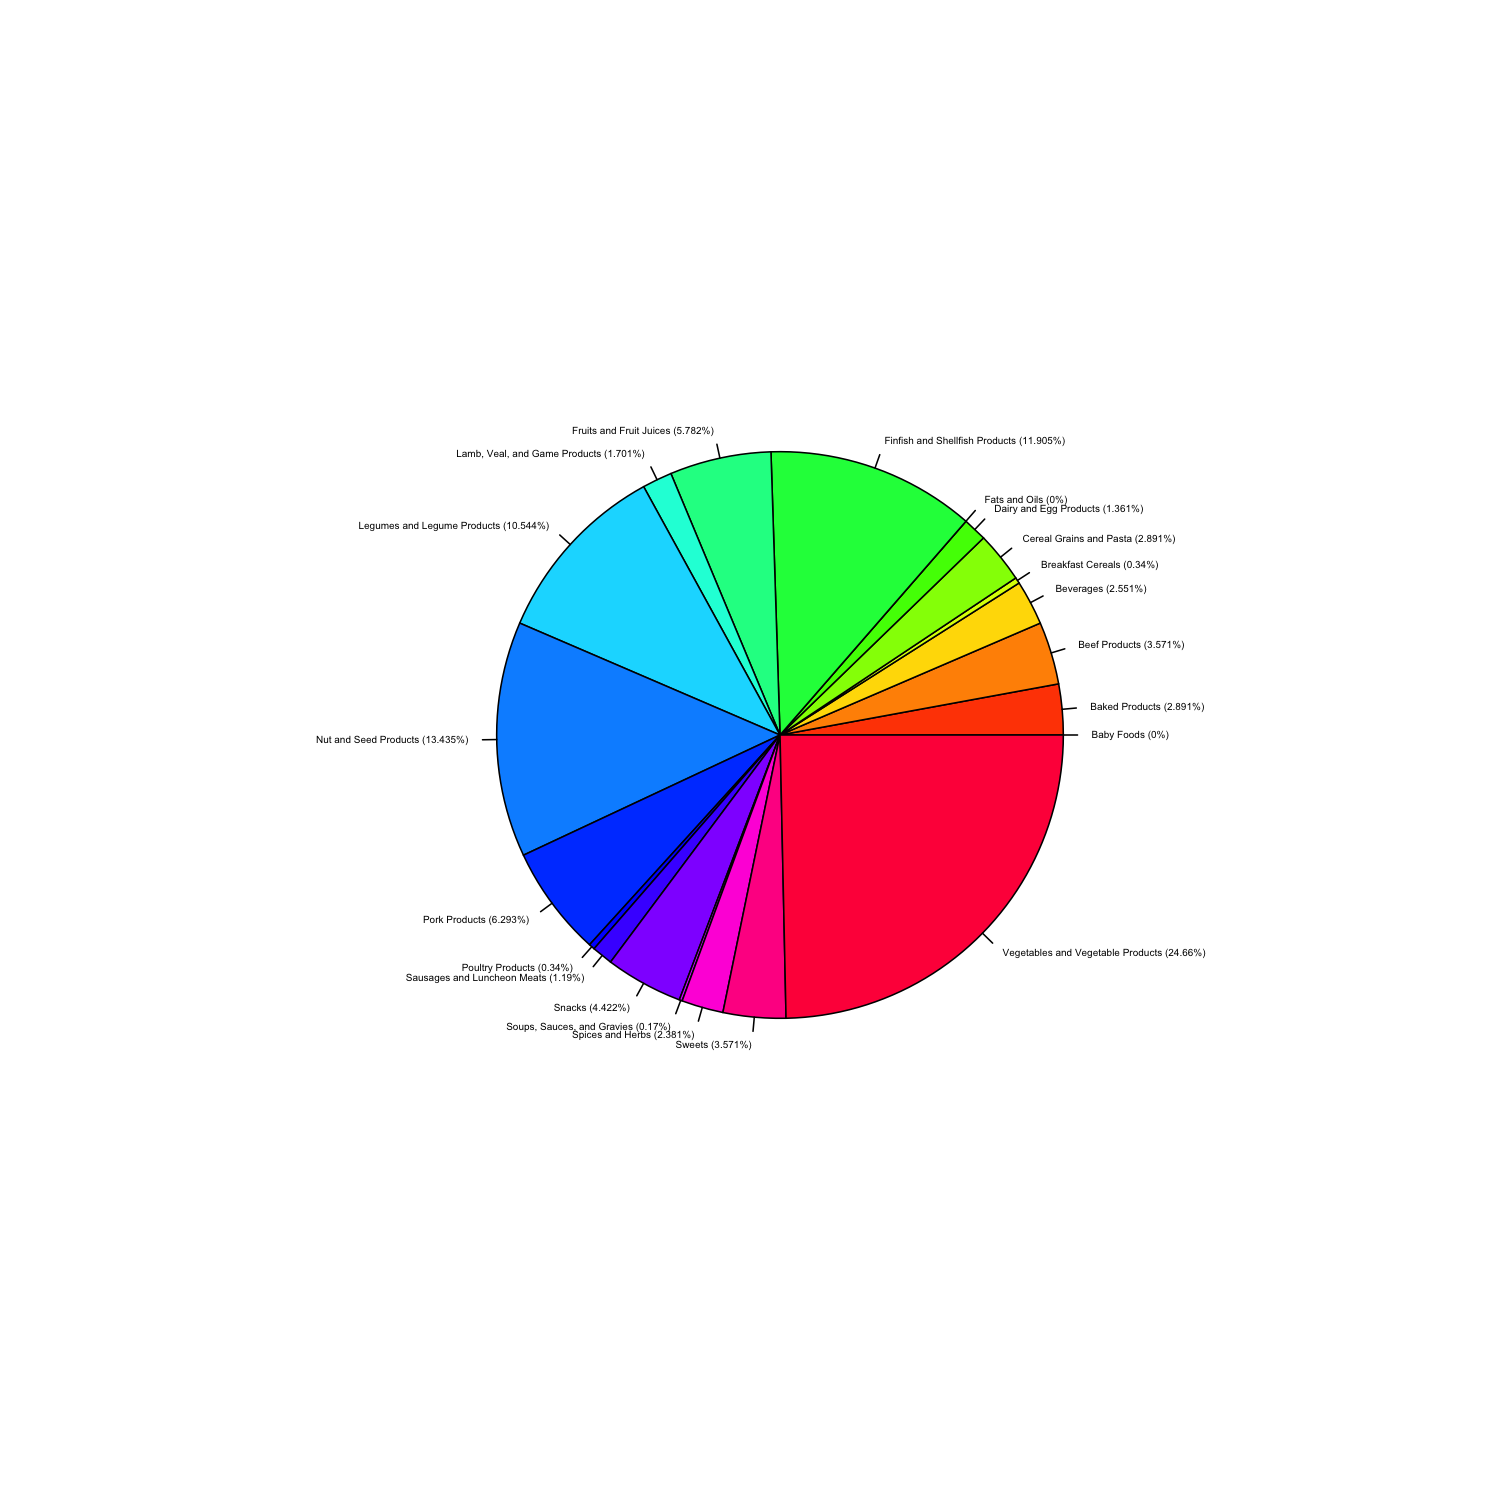 Fruits and Fruit Juices (5.782%)
Finfish and Shellfish Products (11.905%)
Lamb, Veal, and Game Products (1.701%)
Fats and Oils (0%)
Dairy and Egg Products (1.361%)
Legumes and Legume Products (10.544%)
Cereal Grains and Pasta (2.891%)
Breakfast Cereals (0.34%)
Beverages (2.551%)
Beef Products (3.571%)
Baked Products (2.891%)
Baby Foods (0%)
Nut and Seed Products (13.435%)
Pork Products (6.293%)
Vegetables and Vegetable Products (24.66%)
Poultry Products (0.34%)
Sausages and Luncheon Meats (1.19%)
Snacks (4.422%)
Soups, Sauces, and Gravies (0.17%)
Spices and Herbs (2.381%)
Sweets (3.571%)